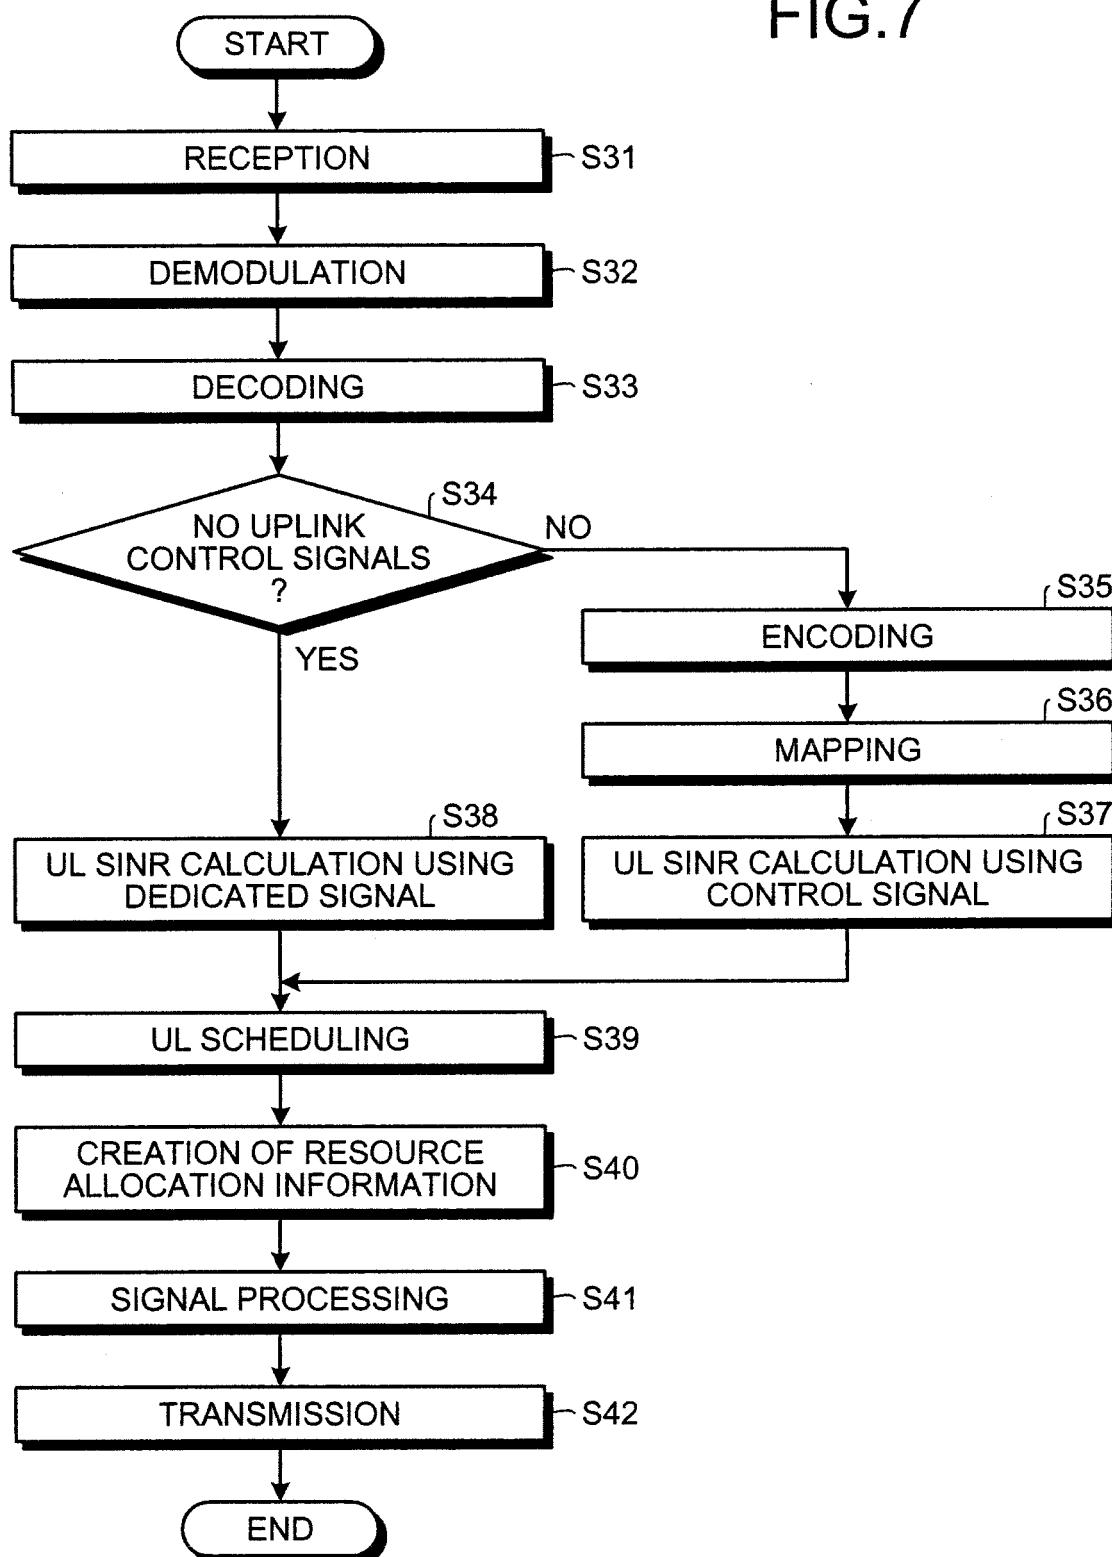 FIG.7
START
RECEPTION
S31
DEMODULATION
S32
DECODING
S33
S34
NO UPLINK
CONTROL SIGNALS
?
NO
YES
S35
ENCODING
S36
MAPPING
S37
UL SINR CALCULATION USING
CONTROL SIGNAL
S38
UL SINR CALCULATION USING
DEDICATED SIGNAL
UL SCHEDULING
S39
CREATION OF RESOURCE
ALLOCATION INFORMATION
S40
SIGNAL PROCESSING
S41
TRANSMISSION
S42
END